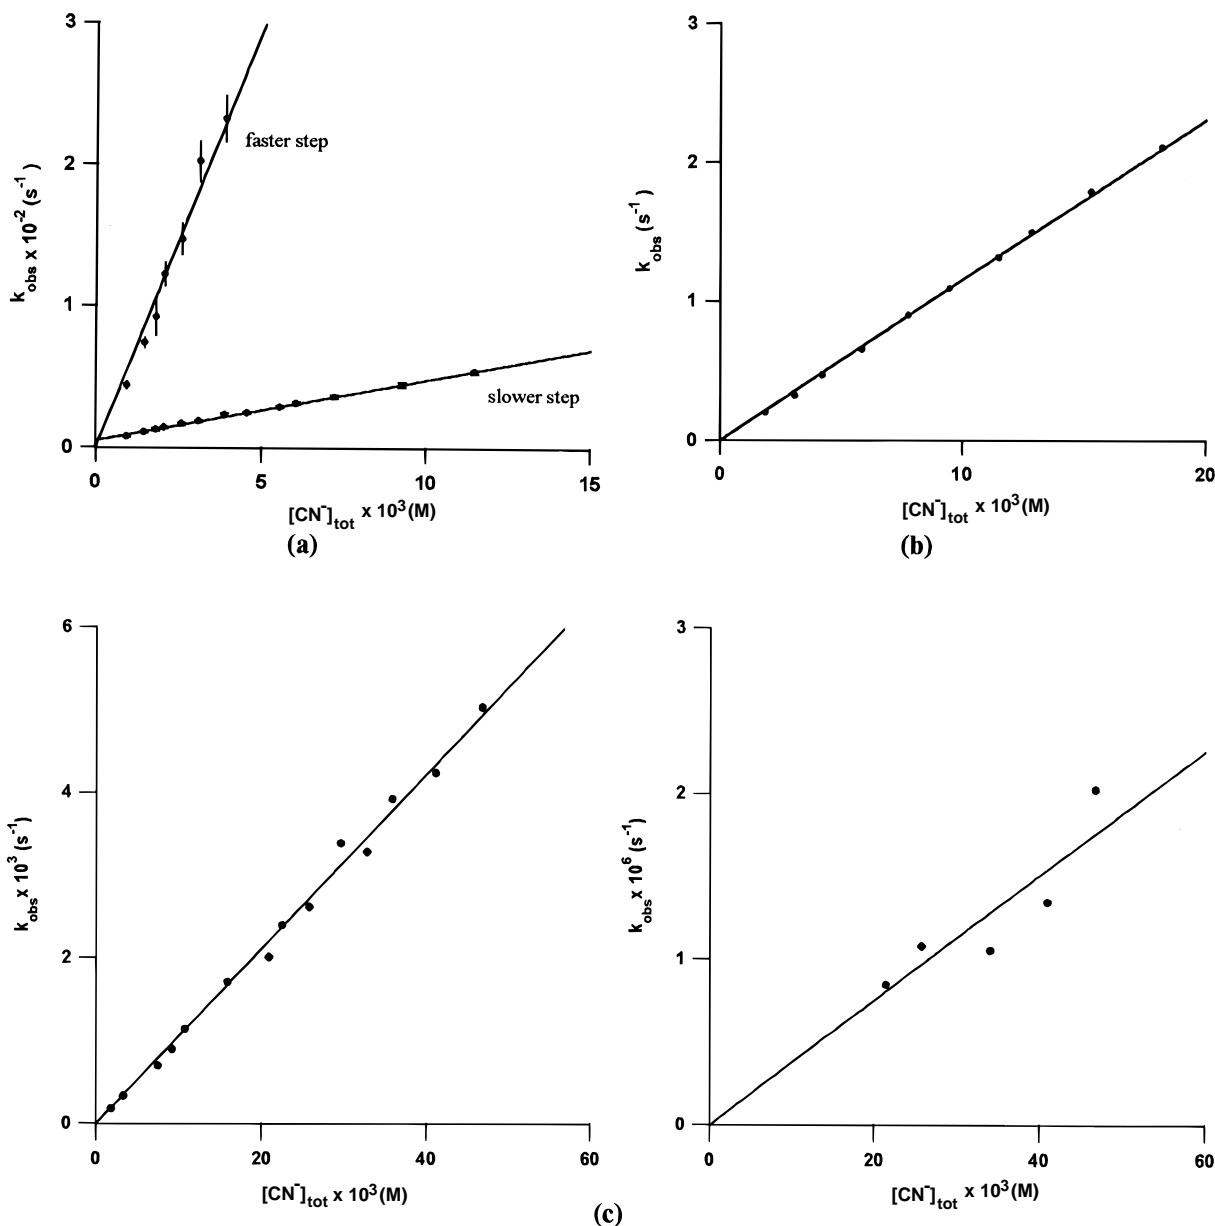 3
2
1
0
k_obs x 10^-2 (s^-1)
faster step
slower step
0 5 10 15
[CN^-]_tot x 10^3 (M)
(a)
3
2
1
0
k_obs (s^-1)
0 10 20
[CN^-]_tot x 10^3 (M)
(b)
6
4
2
0
k_obs x 10^3 (s^-1)
0 20 40 60
[CN^-]_tot x 10^3 (M)
3
2
1
0
k_obs x 10^6 (s^-1)
0 20 40 60
[CN^-]_tot x 10^3 (M)
(c)